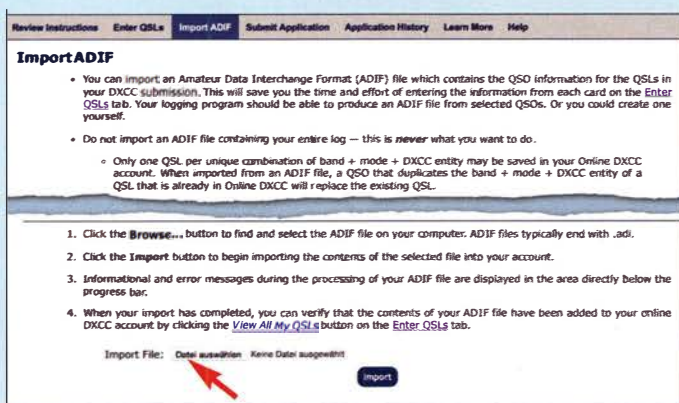 Review Instructions Enter QSLs Import ADIF Submit Application Application History Learn More Help
Import ADIF
• You can import an Amateur Data Interchange Format (ADIF) file which contains the QSO information for the QSLs in
your DXCC submission. This will save you the time and effort of entering the information from each card on the Enter
QSLs tab. Your logging program should be able to produce an ADIF file from selected QSOs. Or you could create one
yourself.
• Do not import an ADIF file containing your entire log — this is never what you want to do.
◦ Only one QSL per unique combination of band + mode + DXCC entity may be saved in your Online DXCC
account. When imported from an ADIF file, a QSO that duplicates the band + mode + DXCC entity of a
QSL that is already in Online DXCC will replace the existing QSL.
1. Click the Browse... button to find and select the ADIF file on your computer. ADIF files typically end with .adi.
2. Click the Import button to begin importing the contents of the selected file into your account.
3. Informational and error messages during the processing of your ADIF file are displayed in the area directly below the
progress bar.
4. When your import has completed, you can verify that the contents of your ADIF file have been added to your online
DXCC account by clicking the View All My QSLs button on the Enter QSLs tab.
Import File: Datei auswählen Keine Datei ausgewählt
Import